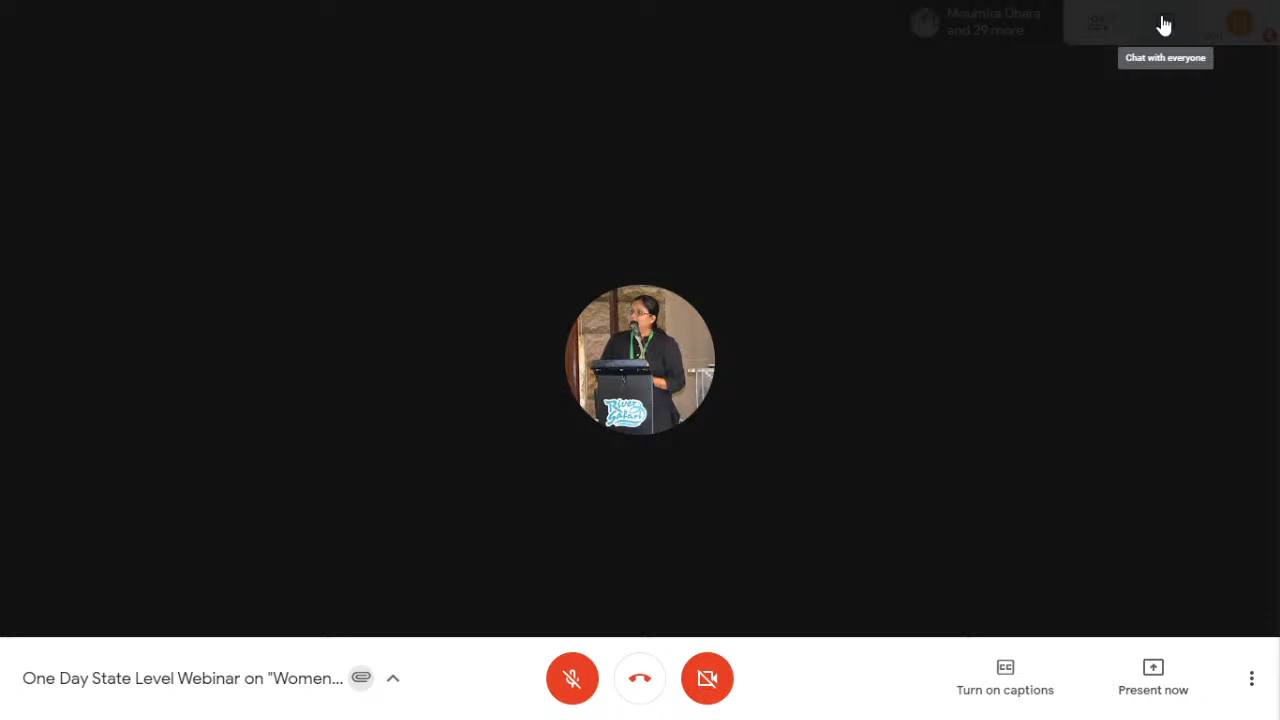 Moumita Dhara
and 29 more
Chat with everyone
River
Safari
One Day State Level Webinar on "Women...
Turn on captions
Present now